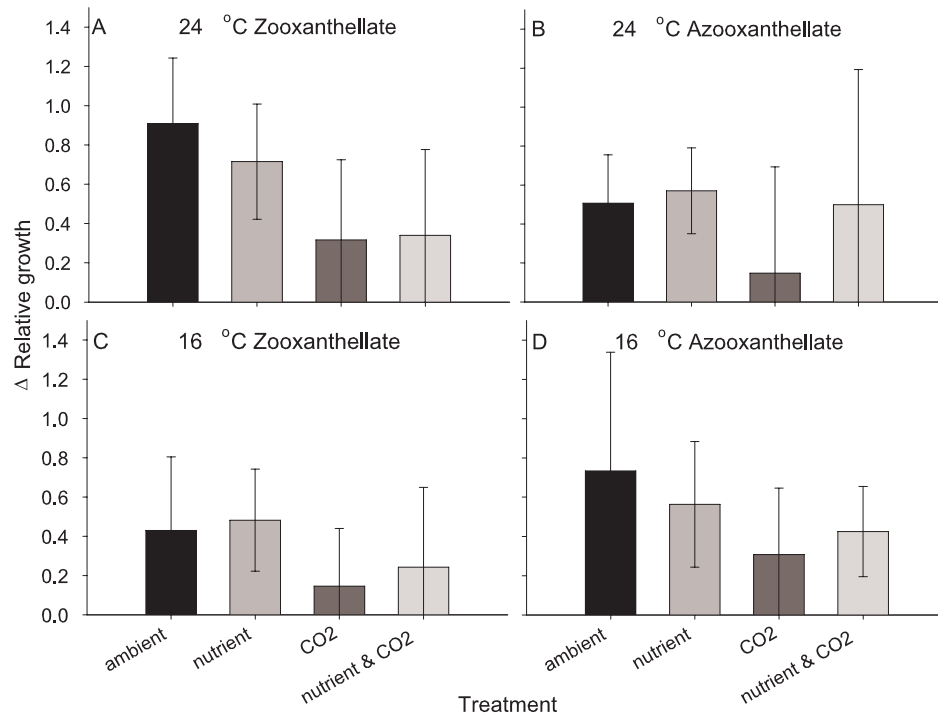 A 24 °C Zooxanthellate
B 24 °C Azooxanthellate
1.4
1.2
1.0
0.8
0.6
0.4
0.2
0.0
C 16 °C Zooxanthellate
D 16 °C Azooxanthellate
1.4
1.2
1.0
0.8
0.6
0.4
0.2
0.0
Δ Relative growth
ambient
nutrient
CO2
nutrient & CO2
ambient
nutrient
CO2
nutrient & CO2
Treatment